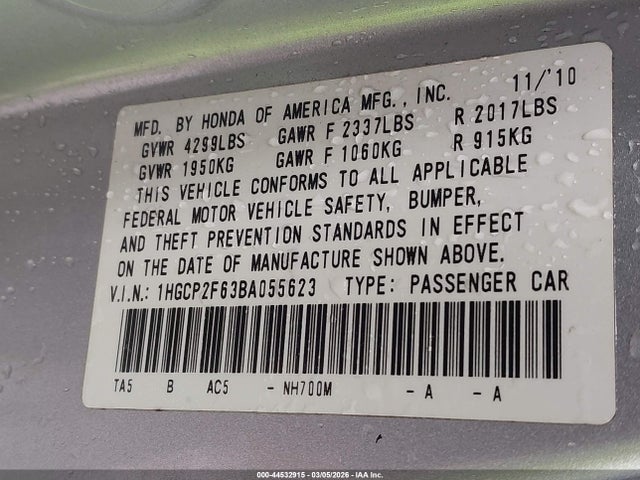 MFD. BY HONDA OF AMERICA MFG., INC. 11/'10
GVWR 4299LBS GAWR F 2337LBS R 2017LBS
GVWR 1950KG GAWR F 1060KG R 915KG
THIS VEHICLE CONFORMS TO ALL APPLICABLE
FEDERAL MOTOR VEHICLE SAFETY, BUMPER,
AND THEFT PREVENTION STANDARDS IN EFFECT
ON THE DATE OF MANUFACTURE SHOWN ABOVE.
V.I.N.: 1HGCP2F63BA055623 TYPE: PASSENGER CAR
TA5 B AC5 - NH700M - A - A
000-44532915 - 03/05/2026 - IAA Inc.